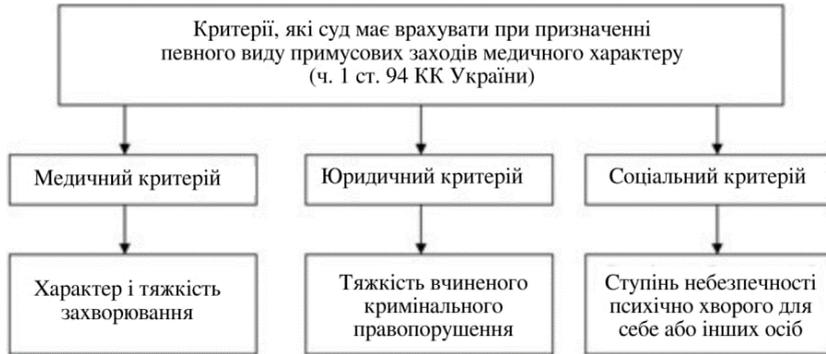 Критерії, які суд має врахувати при призначенні
певного виду примусових заходів медичного характеру
(ч. 1 ст. 94 КК України)
Медичний критерій
Юридичний критерій
Соціальний критерій
Характер і тяжкість
захворювання
Тяжкість вчиненого
кримінального
правопорушення
Ступінь небезпечності
психічно хворого для
себе або інших осіб